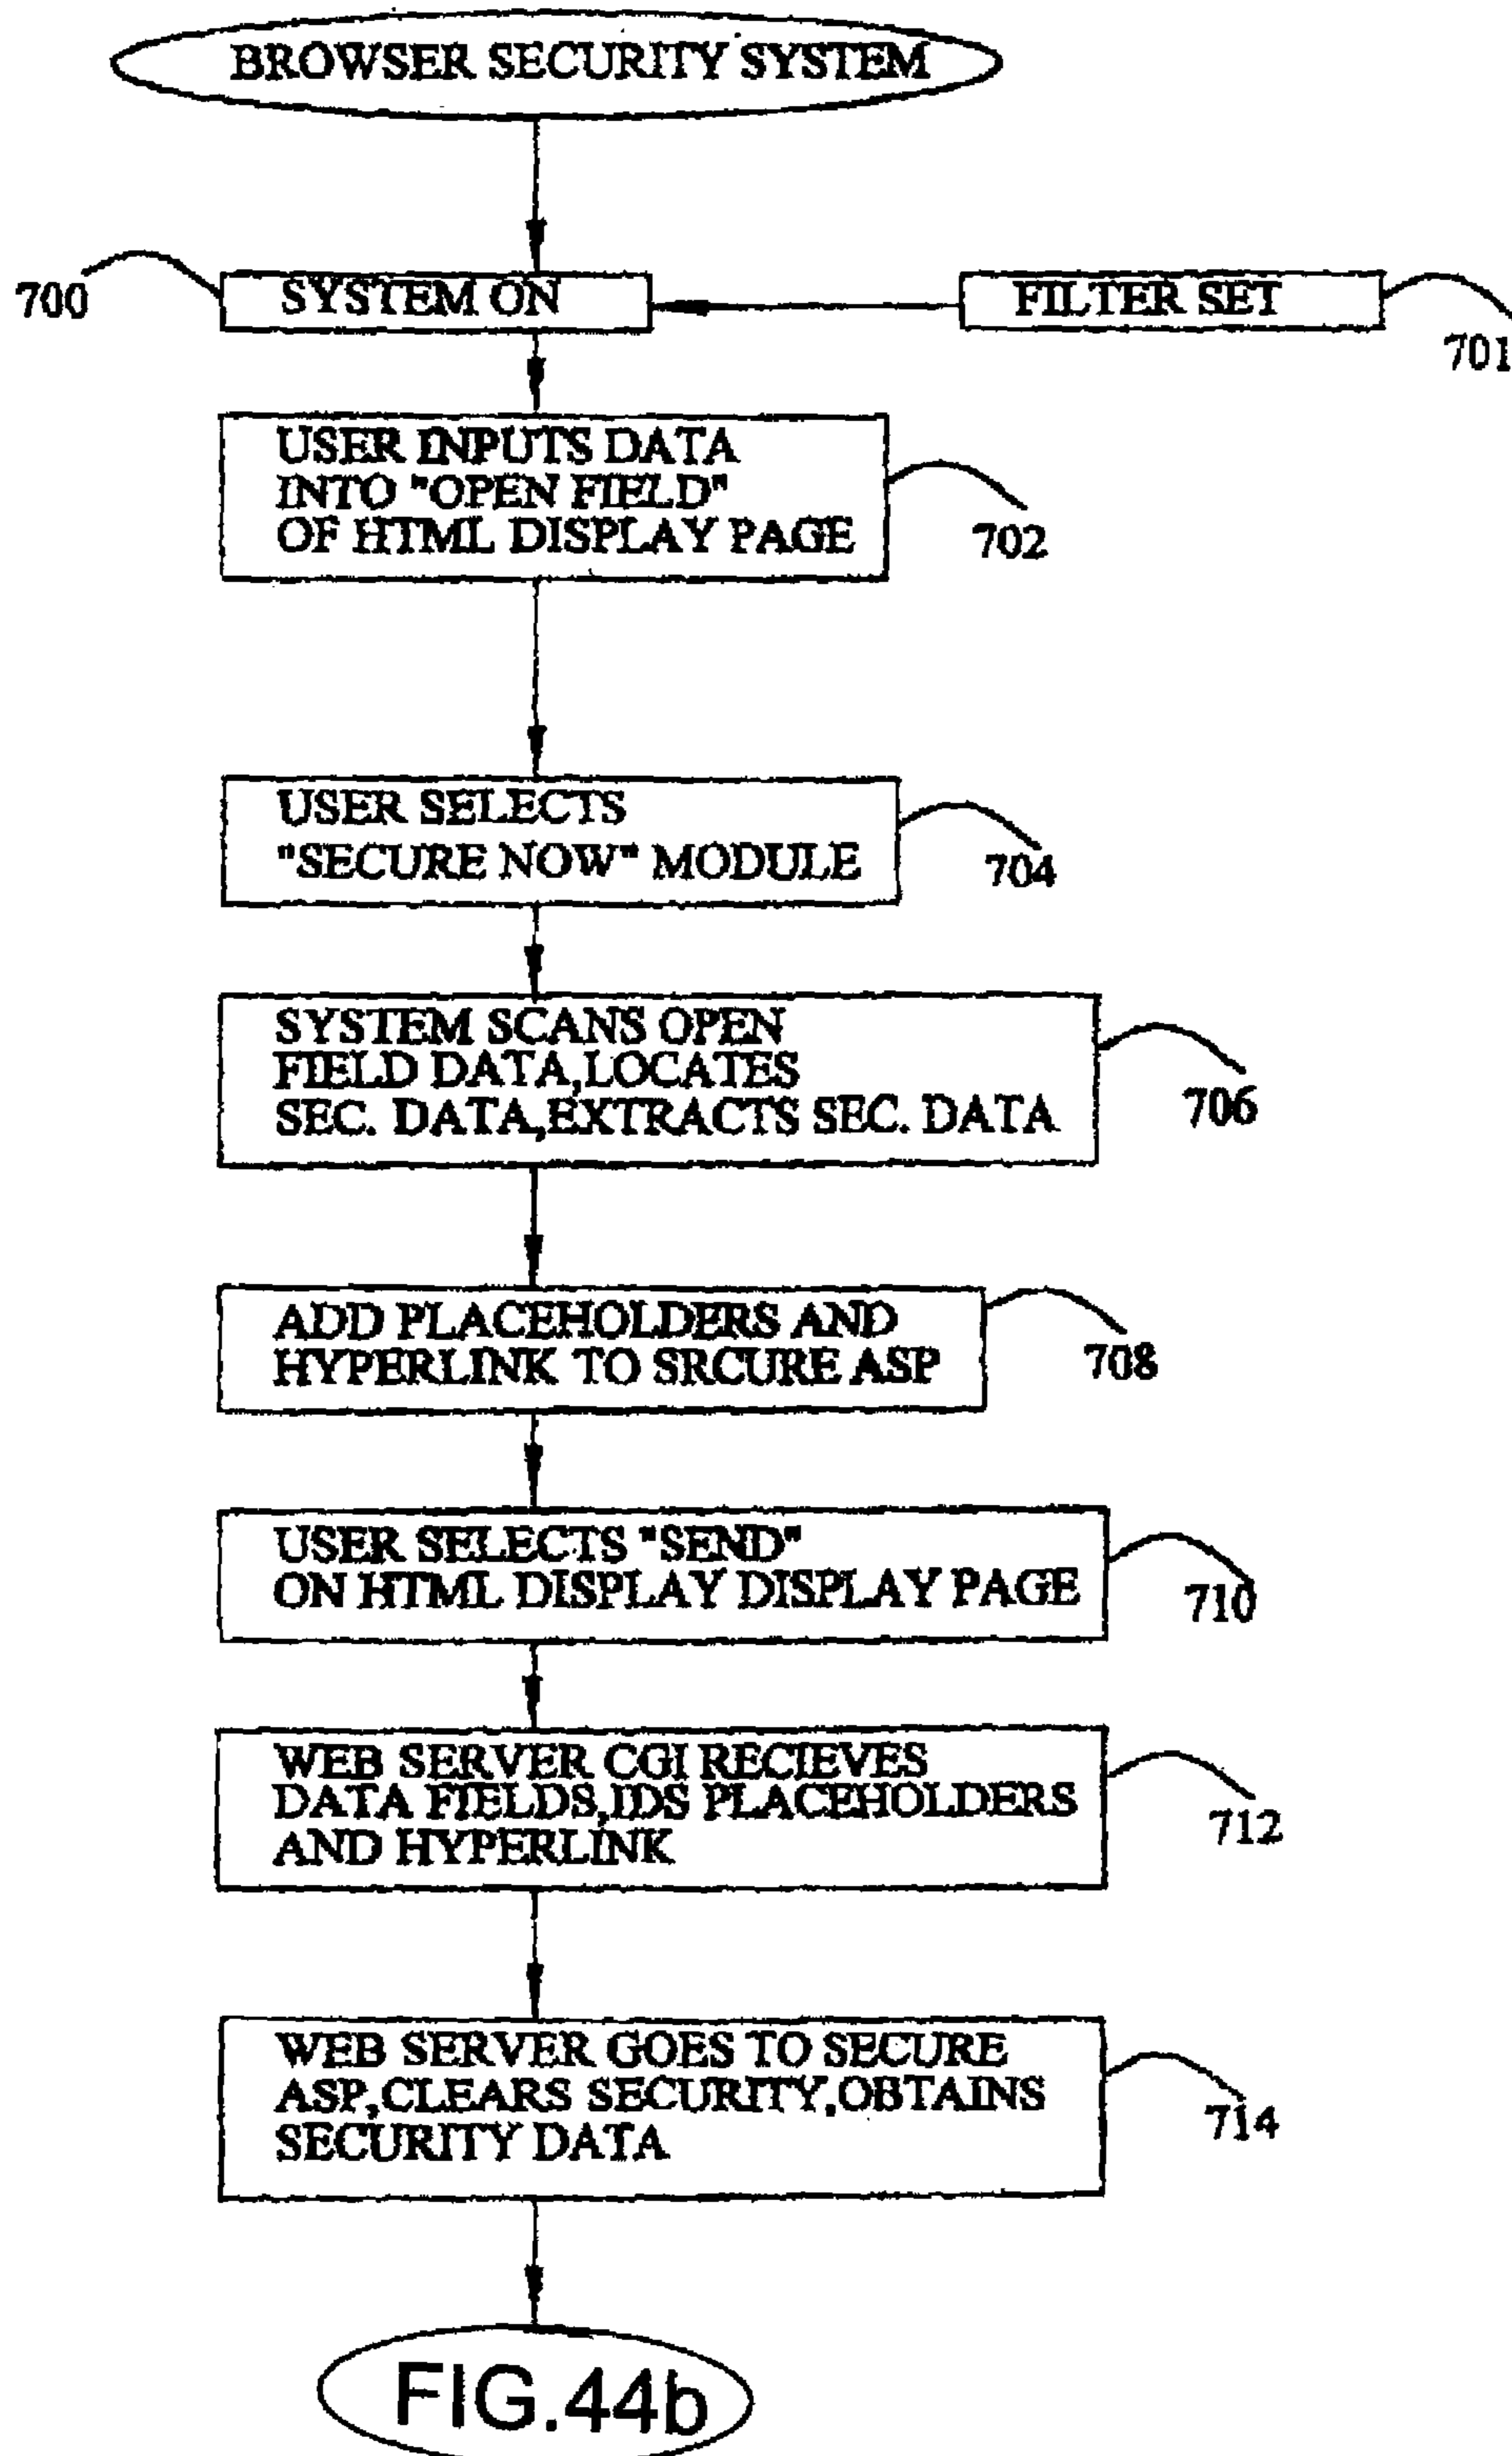 BROWSER SECURITY SYSTEM
700
SYSTEM ON
FILTER SET
701
USER INPUTS DATA
INTO "OPEN FIELD"
OF HTML DISPLAY PAGE
702
USER SELECTS
"SECURE NOW" MODULE
704
SYSTEM SCANS OPEN
FIELD DATA,LOCATES
SEC. DATA,EXTRACTS SEC. DATA
706
ADD PLACEHOLDERS AND
HYPERLINK TO SRCURE ASP
708
USER SELECTS "SEND"
ON HTML DISPLAY DISPLAY PAGE
710
WEB SERVER CGI RECIEVES
DATA FIELDS,IDS PLACEHOLDERS
AND HYPERLINK
712
WEB SERVER GOES TO SECURE
ASP,CLEARS SECURITY,OBTAINS
SECURITY DATA
714
FIG.44b